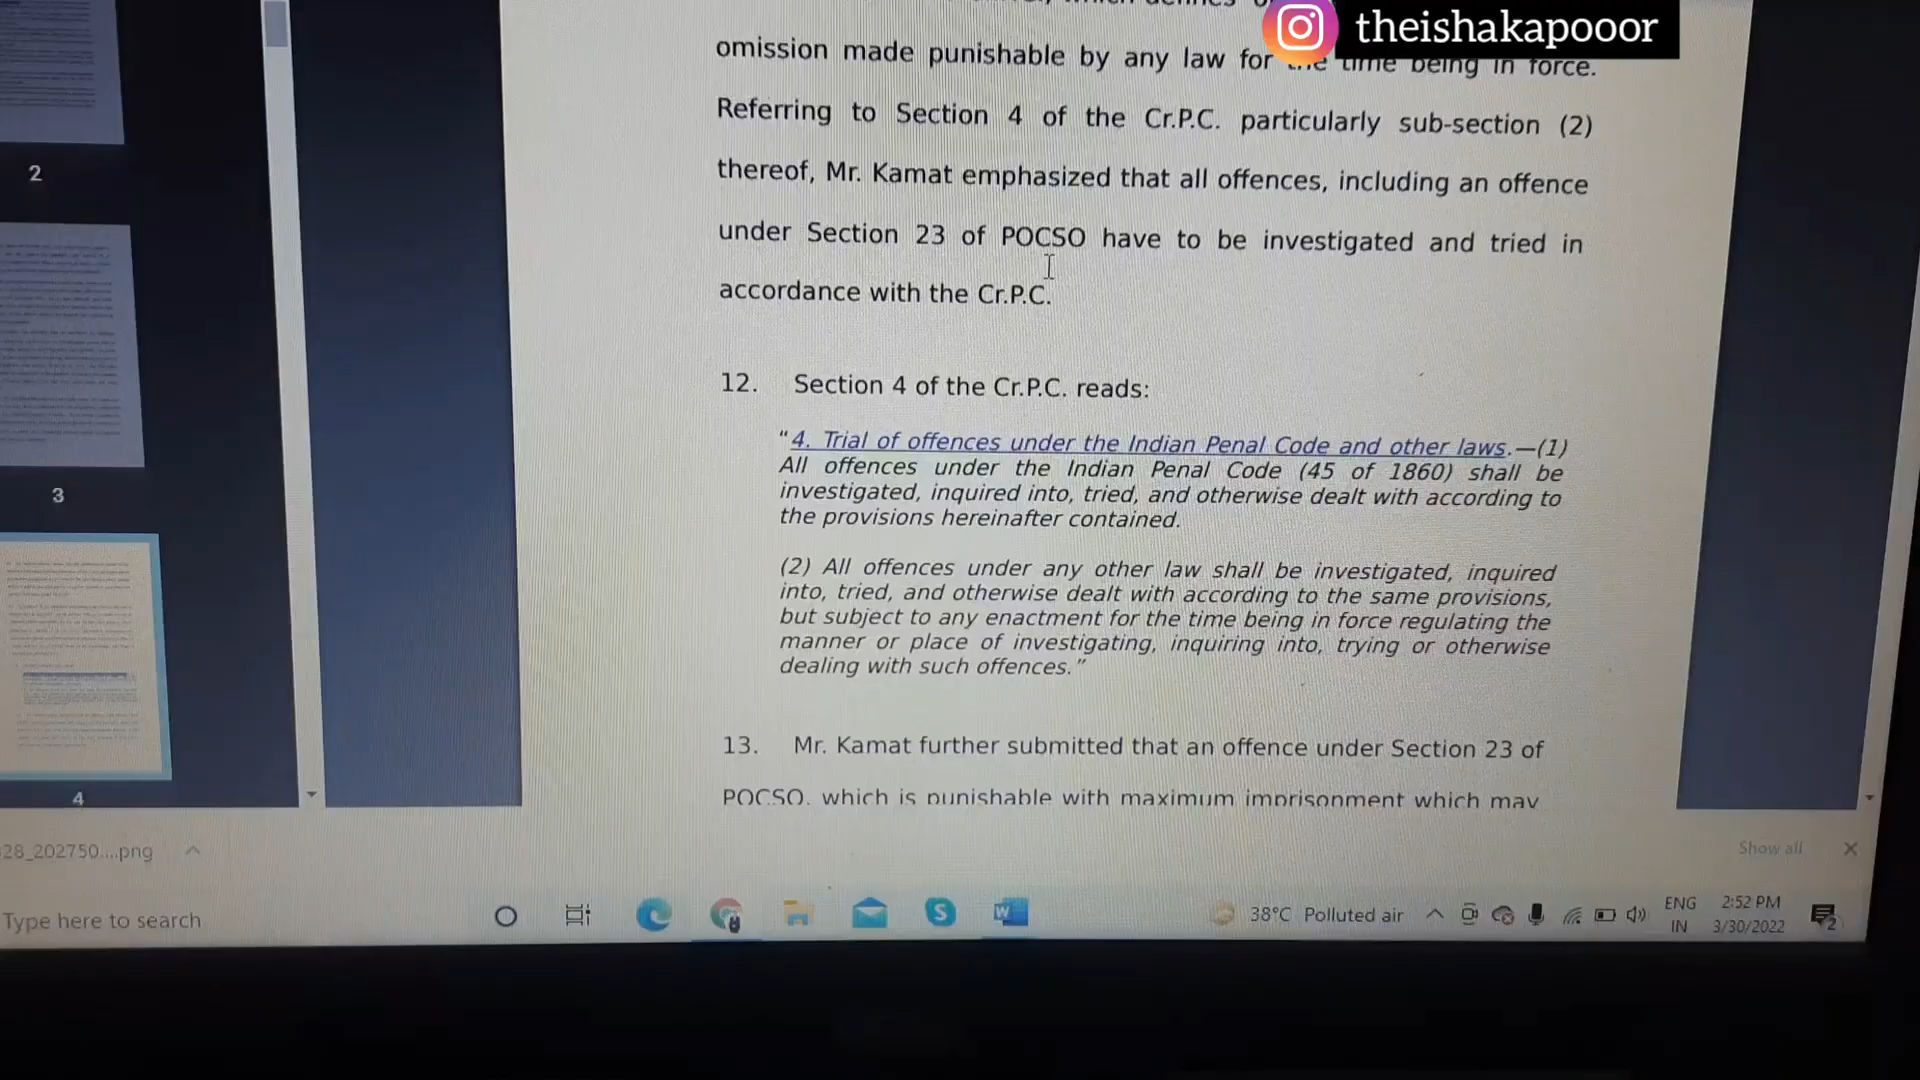 theishakapooor
omission made punishable by any law for the time being in force.
Referring to Section 4 of the Cr.P.C. particularly sub-section (2)
thereof, Mr. Kamat emphasized that all offences, including an offence
under Section 23 of POCSO have to be investigated and tried in
accordance with the Cr.P.C.
12. Section 4 of the Cr.P.C. reads:
"4. Trial of offences under the Indian Penal Code and other laws.—(1)
All offences under the Indian Penal Code (45 of 1860) shall be
investigated, inquired into, tried, and otherwise dealt with according to
the provisions hereinafter contained.
(2) All offences under any other law shall be investigated, inquired
into, tried, and otherwise dealt with according to the same provisions,
but subject to any enactment for the time being in force regulating the
manner or place of investigating, inquiring into, trying or otherwise
dealing with such offences."
13. Mr. Kamat further submitted that an offence under Section 23 of
POCSO, which is punishable with maximum imprisonment which may
2
3
4
28_202750....png
Show all
Type here to search
38°C Polluted air
ENG
IN
2:52 PM
3/30/2022
2